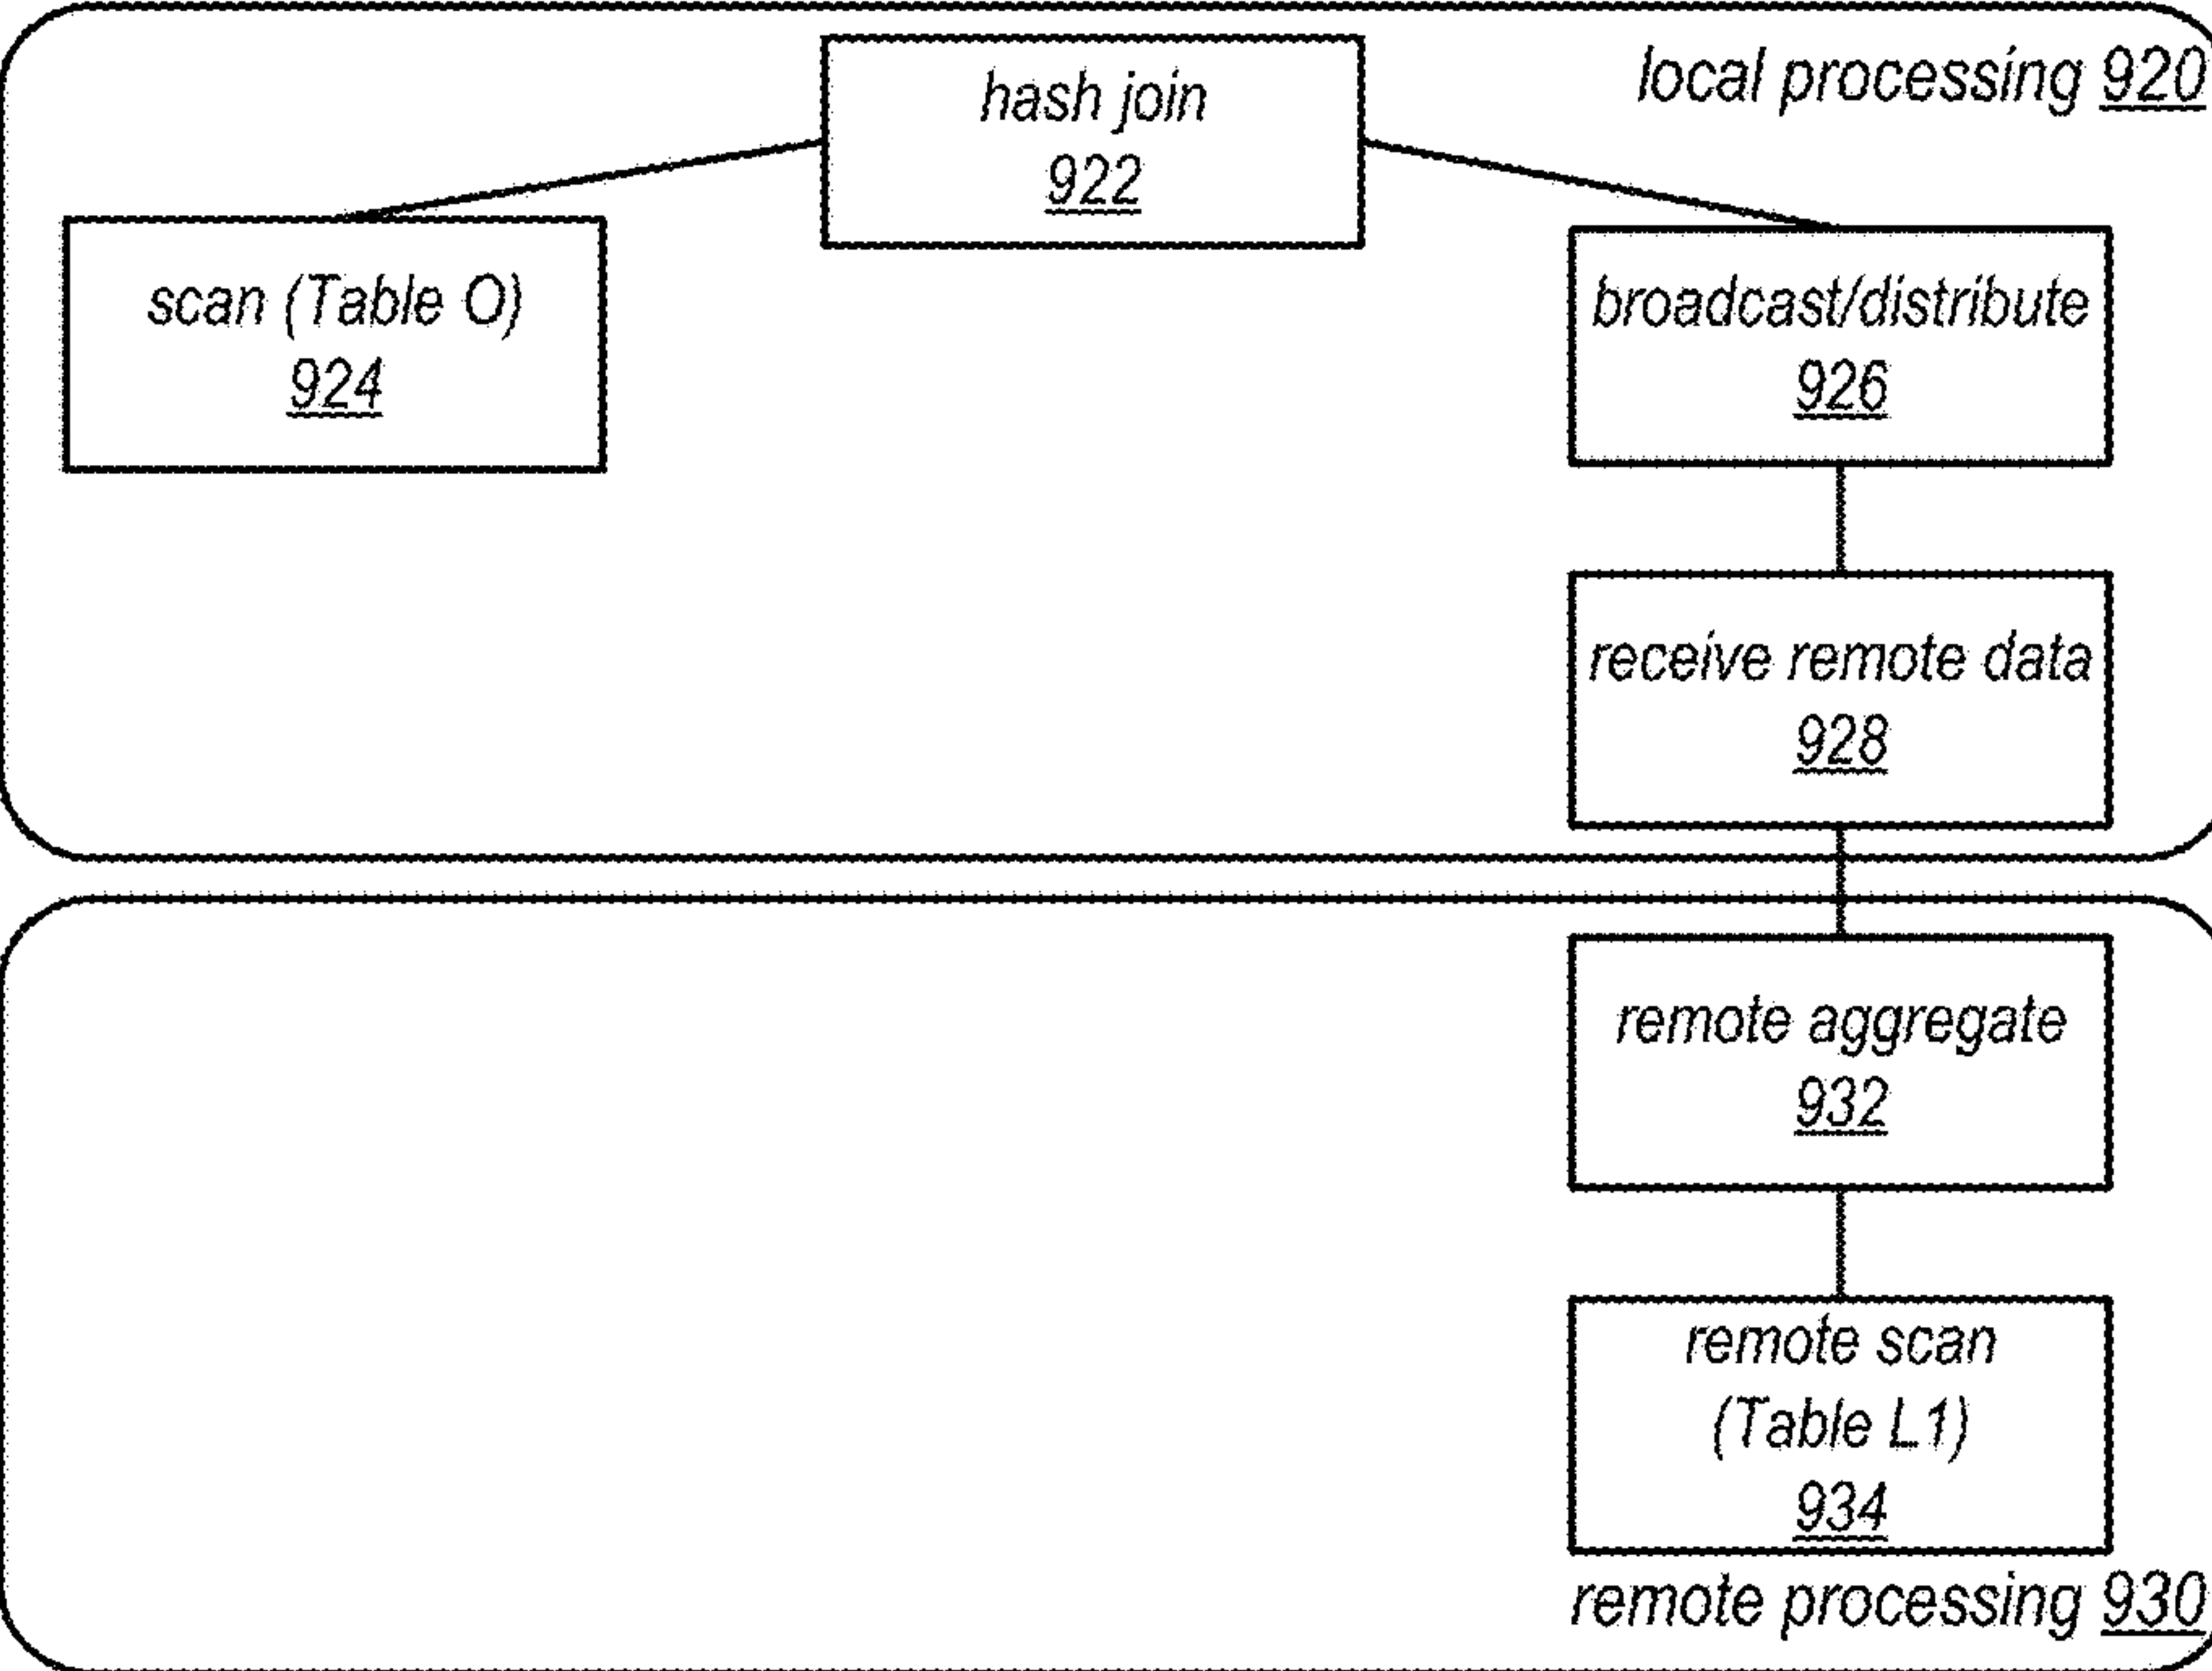 local processing 920
hash join
922
scan (Table O)
924
broadcast/distribute
926
receive remote data
928
remote aggregate
932
remote scan
(Table L1)
934
remote processing 930